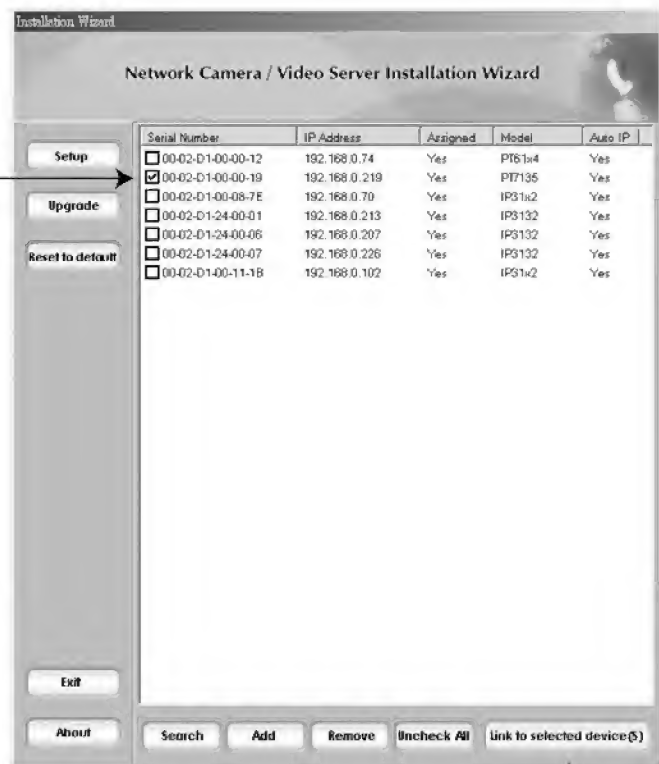 Installation Wizard
Network Camera / Video Server Installation Wizard
Serial Number IP Address Assigned Model Auto IP
00-02-D1-00-00-12 192.168.0.74 Yes PT61x4 Yes
00-02-D1-00-00-19 192.168.0.219 Yes PT7135 Yes
00-02-D1-00-08-7E 192.168.0.70 Yes IP31x2 Yes
00-02-D1-24-00-01 192.168.0.213 Yes IP3132 Yes
00-02-D1-24-00-06 192.168.0.207 Yes IP3132 Yes
00-02-D1-24-00-07 192.168.0.226 Yes IP3132 Yes
00-02-D1-00-11-1B 192.168.0.102 Yes IP31x2 Yes
Setup
Upgrade
Reset to default
Exit
About
Search Add Remove Uncheck All Link to selected device(S)